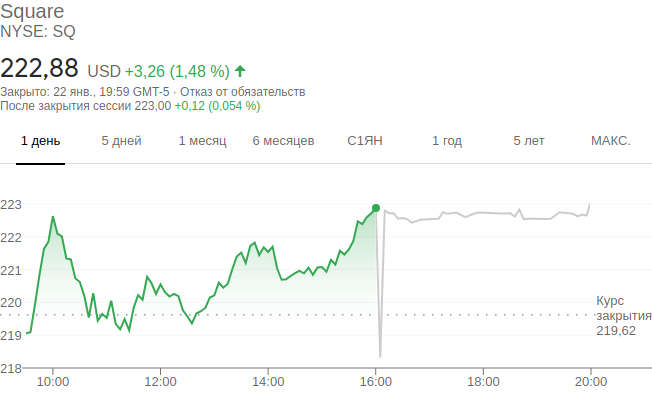 Square
NYSE: SQ
222,88 USD +3,26 (1,48 %)
Закрыто: 22 янв., 19:59 GMT-5 · Отказ от обязательств
После закрытия сессии 223,00 +0,12 (0,054 %)
1 день 5 дней 1 месяц 6 месяцев С1ЯН 1 год 5 лет МАКС.
223
222
221
220
219
218
Курс
закрытия
219,62
10:00 12:00 14:00 16:00 18:00 20:00